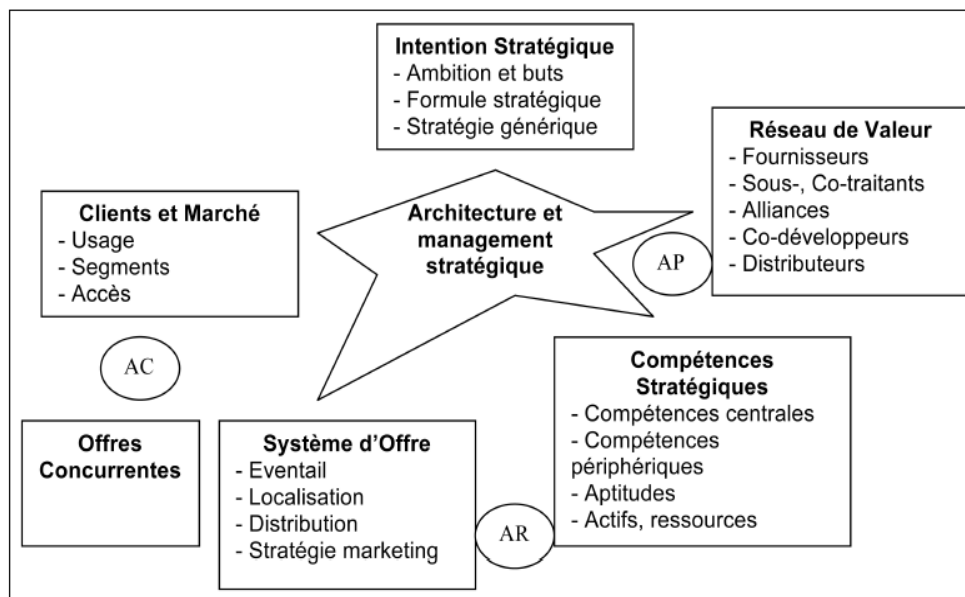 Intention Stratégique
- Ambition et buts
- Formule stratégique
- Stratégie générique
Réseau de Valeur
- Fournisseurs
- Sous-, Co-traitants
- Alliances
- Co-développeurs
- Distributeurs
Clients et Marché
- Usage
- Segments
- Accès
Architecture et
management
stratégique
AP
AC
Offres
Concurrentes
Système d'Offre
- Eventail
- Localisation
- Distribution
- Stratégie marketing
AR
Compétences
Stratégiques
- Compétences centrales
- Compétences
périphériques
- Aptitudes
- Actifs, ressources